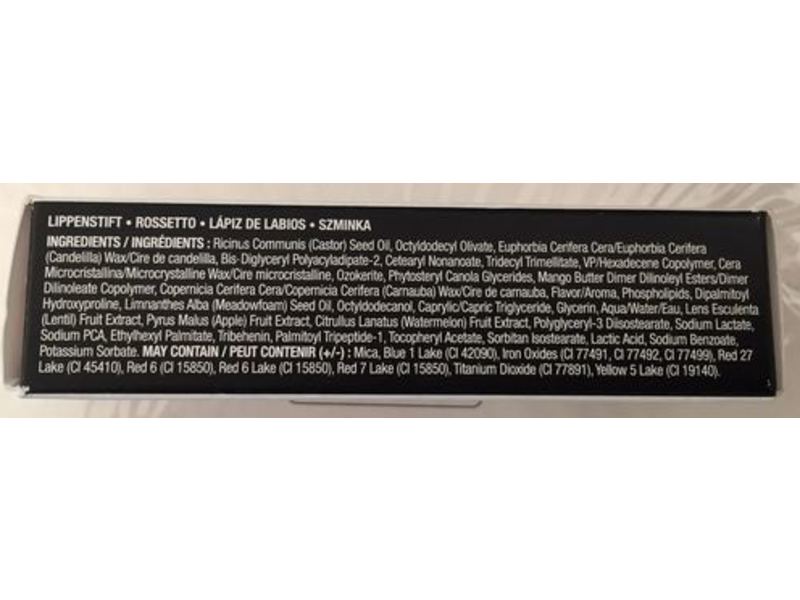 LIPPENSTIFT • ROSSETTO • LÁPIZ DE LABIOS • SZMINKA
INGREDIENTS / INGRÉDIENTS : Ricinus Communis (Castor) Seed Oil, Octyldodecyl Olivate, Euphorbia Cerifera Cera/Euphorbia Cerifera
(Candelilla) Wax/Cire de candelilla, Bis-Diglyceryl Polyacyladipate-2, Cetearyl Nonanoate, Tridecyl Trimellitate, VP/Hexadecene Copolymer, Cera
Microcristallina/Microcrystalline Wax/Cire microcristalline, Ozokerite, Phytosteryl Canola Glycerides, Mango Butter Dimer Dilinoleyl Esters/Dimer
Dilinoleate Copolymer, Copernicia Cerifera Cera/Copernicia Cerifera (Carnauba) Wax/Cire de carnauba, Flavor/Aroma, Phospholipids, Dipalmitoyl
Hydroxyproline, Limnanthes Alba (Meadowfoam) Seed Oil, Octyldodecanol, Caprylic/Capric Triglyceride, Glycerin, Aqua/Water/Eau, Lens Esculenta
(Lentil) Fruit Extract, Pyrus Malus (Apple) Fruit Extract, Citrullus Lanatus (Watermelon) Fruit Extract, Polyglyceryl-3 Diisostearate, Sodium Lactate,
Sodium PCA, Ethylhexyl Palmitate, Tribehenin, Palmitoyl Tripeptide-1, Tocopheryl Acetate, Sorbitan Isostearate, Lactic Acid, Sodium Benzoate,
Potassium Sorbate. MAY CONTAIN / PEUT CONTENIR (+/-) : Mica, Blue 1 Lake (CI 42090), Iron Oxides (CI 77491, CI 77492, CI 77499), Red 27
Lake (CI 45410), Red 6 (CI 15850), Red 6 Lake (CI 15850), Red 7 Lake (CI 15850), Titanium Dioxide (CI 77891), Yellow 5 Lake (CI 19140).